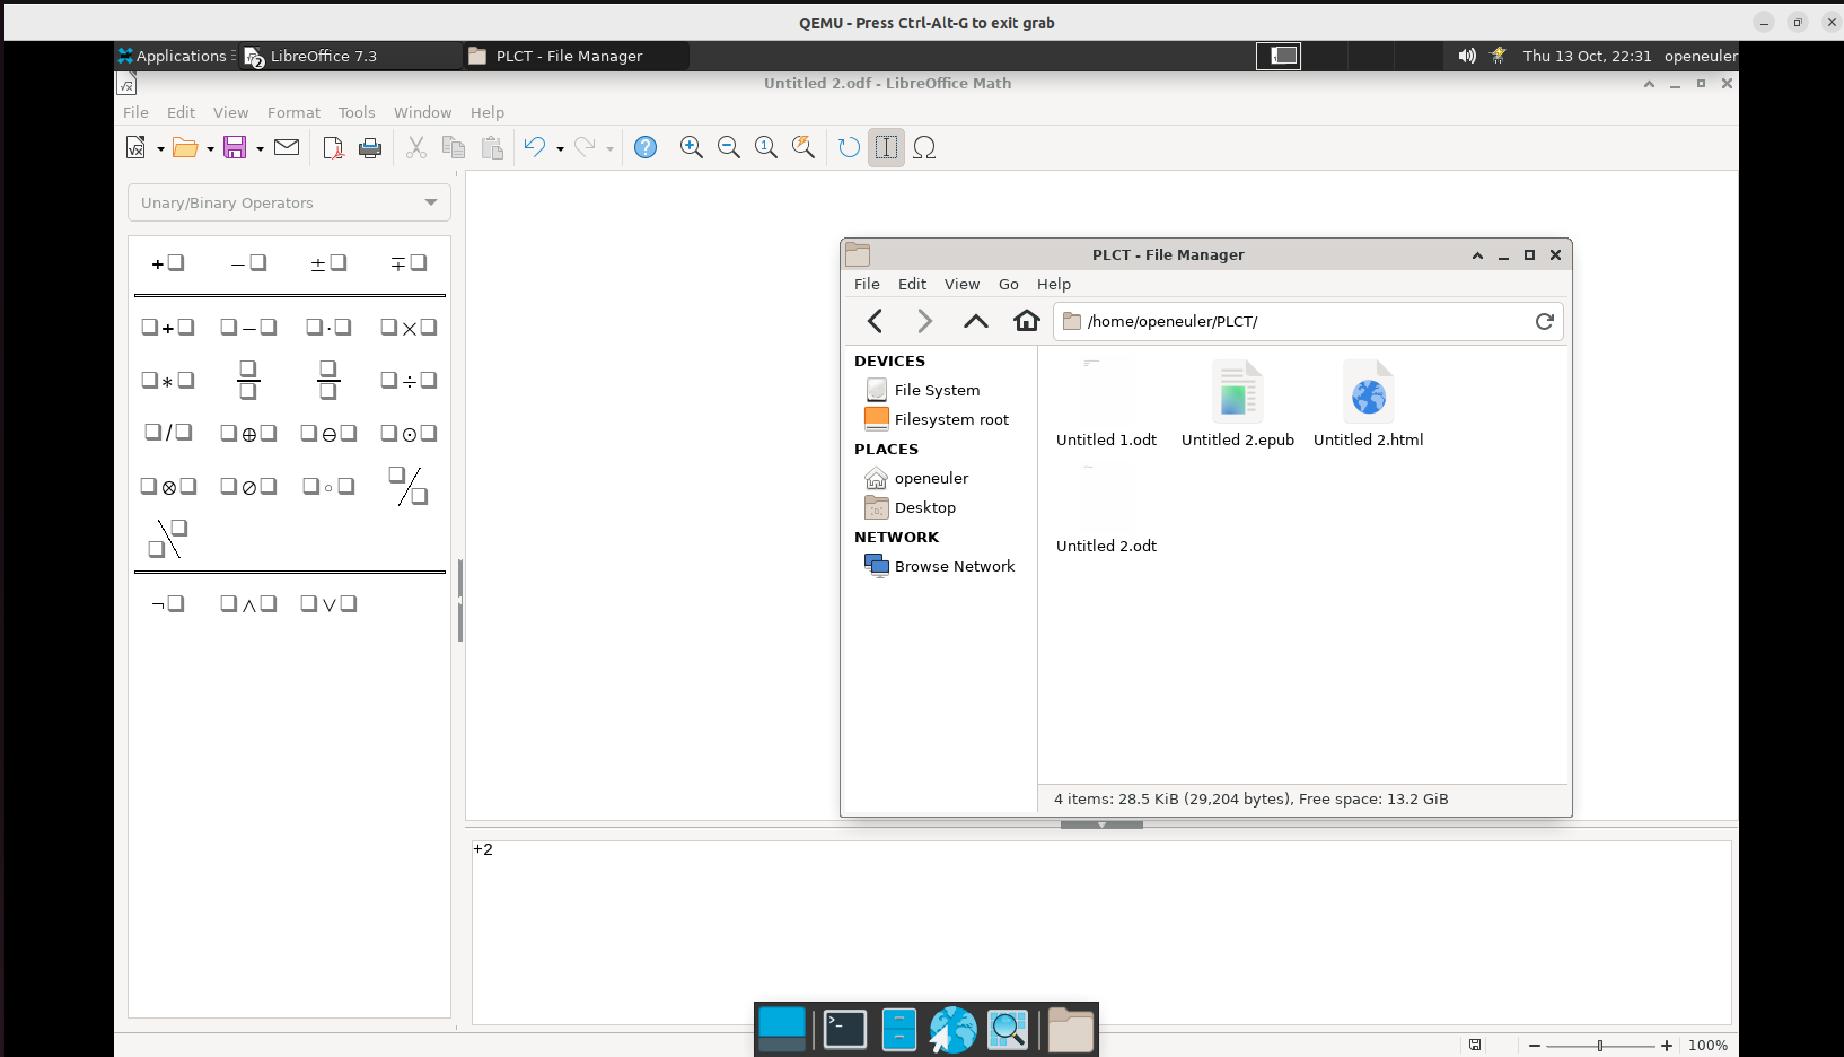 QEMU - Press Ctrl-Alt-G to exit grab
Applications LibreOffice 7.3 PLCT - File Manager Thu 13 Oct, 22:31 openeuler
Untitled 2.odf - LibreOffice Math
File Edit View Format Tools Window Help
Unary/Binary Operators
PLCT - File Manager
File Edit View Go Help
/home/openeuler/PLCT/
DEVICES
File System
Filesystem root
PLACES
openeuler
Desktop
NETWORK
Browse Network
Untitled 1.odt Untitled 2.epub Untitled 2.html
Untitled 2.odt
4 items: 28.5 KiB (29,204 bytes), Free space: 13.2 GiB
+2
100%